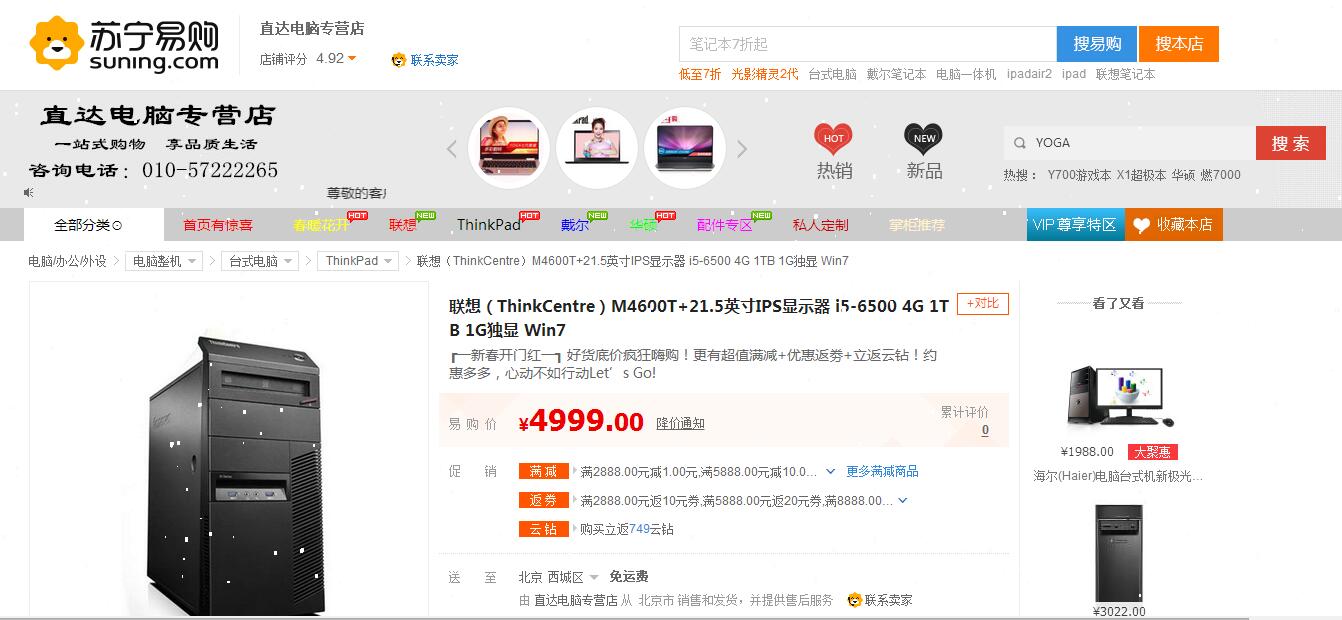 苏宁易购
suning.com
直达电脑专营店
店铺评分 4.92
联系卖家
笔记本7折起
搜易购
搜本店
低至7折 光影精灵2代 台式电脑 戴尔笔记本 电脑一体机 ipadair2 ipad 联想笔记本
直达电脑专营店
一站式购物 享品质生活
咨询电话：010-57222265
尊敬的客
HOT
热销
NEW
新品
YOGA
搜 索
热搜： Y700游戏本 X1超极本 华硕 燃7000
全部分类
首页有惊喜
春暖花开 HOT
联想 NEW
ThinkPad HOT
戴尔 NEW
华硕 HOT
配件专区 NEW
私人定制
掌柜推荐
VIP 尊享特区
收藏本店
电脑/办公/外设 > 电脑整机 > 台式电脑 > ThinkPad > 联想（ThinkCentre）M4600T+21.5英寸IPS显示器 i5-6500 4G 1TB 1G独显 Win7
联想（ThinkCentre）M4600T+21.5英寸IPS显示器 i5-6500 4G 1T
B 1G独显 Win7
+对比
┏一新春开门红一┓好货底价疯狂嗨购！更有超值满减+优惠返券+立返云钻！约
惠多多，心动不如行动Let’s Go!
易 购 价 ¥4999.00 降价通知
累计评价
0
促 销 满 减 满2888.00元减1.00元,满5888.00元减10.0... 更多满减商品
返 券 满2888.00元返10元券,满5888.00元返20元券,满8888.00...
云 钻 购买立返749云钻
送 至 北京 西城区 免运费
由 直达电脑专营店 从 北京市 销售和发货，并提供售后服务 联系卖家
看了又看
¥1988.00 大聚惠
海尔(Haier)电脑台式机新极光...
¥3022.00